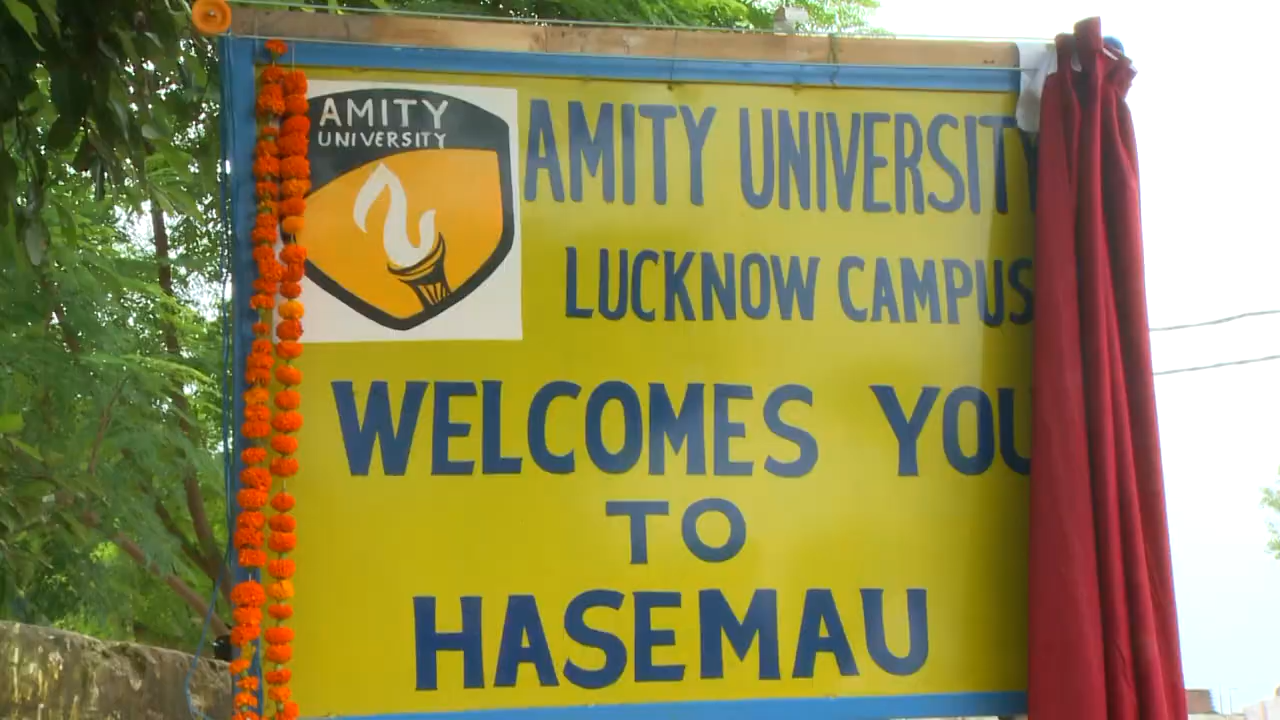 AMITY
UNIVERSITY
AMITY UNIVERSITY
LUCKNOW CAMPUS
WELCOMES YOU
TO
HASEMAU